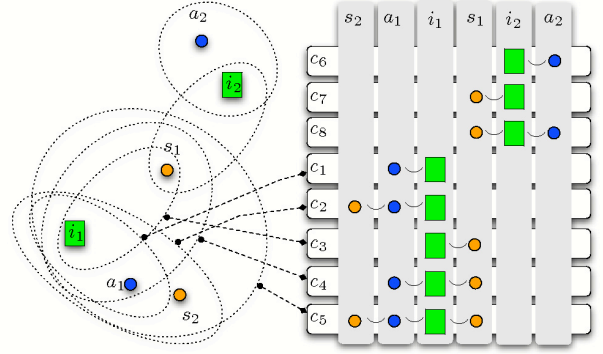 a₂
i₂
s₁
i₁
a₁
s₂
s₂ a₁ i₁ s₁ i₂ a₂
c₆
c₇
c₈
c₁
c₂
c₃
c₄
c₅